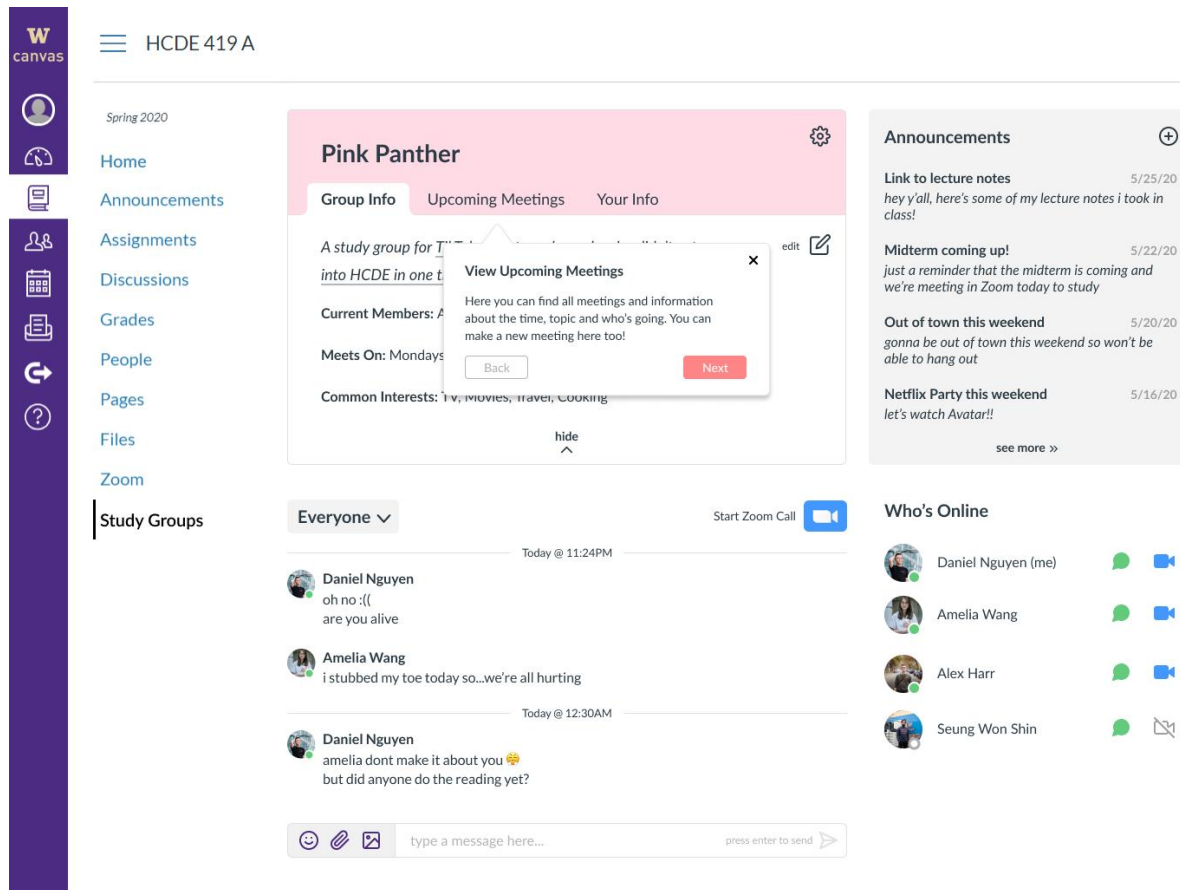 W
canvas
HCDE 419 A
Spring 2020
Home
Announcements
Assignments
Discussions
Grades
People
Pages
Files
Zoom
Study Groups
Pink Panther
Group Info
Upcoming Meetings
Your Info
A study group for
into HCDE in one
edit
Current Members:
Meets On: Mondays
Common Interests: TV, Movies, Travel, Cooking
hide
View Upcoming Meetings
Here you can find all meetings and information
about the time, topic and who's going. You can
make a new meeting here too!
Back
Next
Announcements
Link to lecture notes 5/25/20
hey y'all, here's some of my lecture notes i took in
class!
Midterm coming up! 5/22/20
just a reminder that the midterm is coming and
we're meeting in Zoom today to study
Out of town this weekend 5/20/20
gonna be out of town this weekend so won't be
able to hang out
Netflix Party this weekend 5/16/20
let's watch Avatar!!
see more »
Everyone
Start Zoom Call
Today @ 11:24PM
Daniel Nguyen
oh no :((
are you alive
Amelia Wang
i stubbed my toe today so...we're all hurting
Today @ 12:30AM
Daniel Nguyen
amelia dont make it about you 😤
but did anyone do the reading yet?
type a message here...
press enter to send
Who's Online
Daniel Nguyen (me)
Amelia Wang
Alex Harr
Seung Won Shin